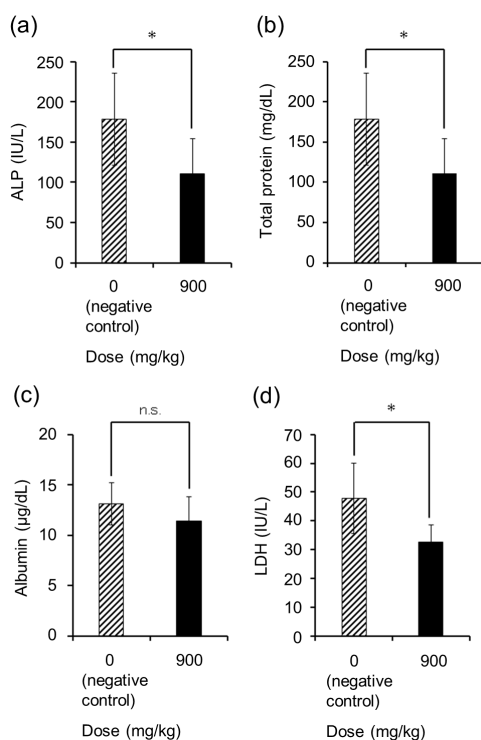 (a)
*
ALP (IU/L)
250
200
150
100
50
0
0
(negative
control)
900
Dose (mg/kg)
(b)
*
Total protein (mg/dL)
250
200
150
100
50
0
0
(negative
control)
900
Dose (mg/kg)
(c)
n.s.
Albumin (µg/dL)
20
15
10
5
0
0
(negative
control)
900
Dose (mg/kg)
(d)
*
LDH (IU/L)
70
60
50
40
30
20
10
0
0
(negative
control)
900
Dose (mg/kg)